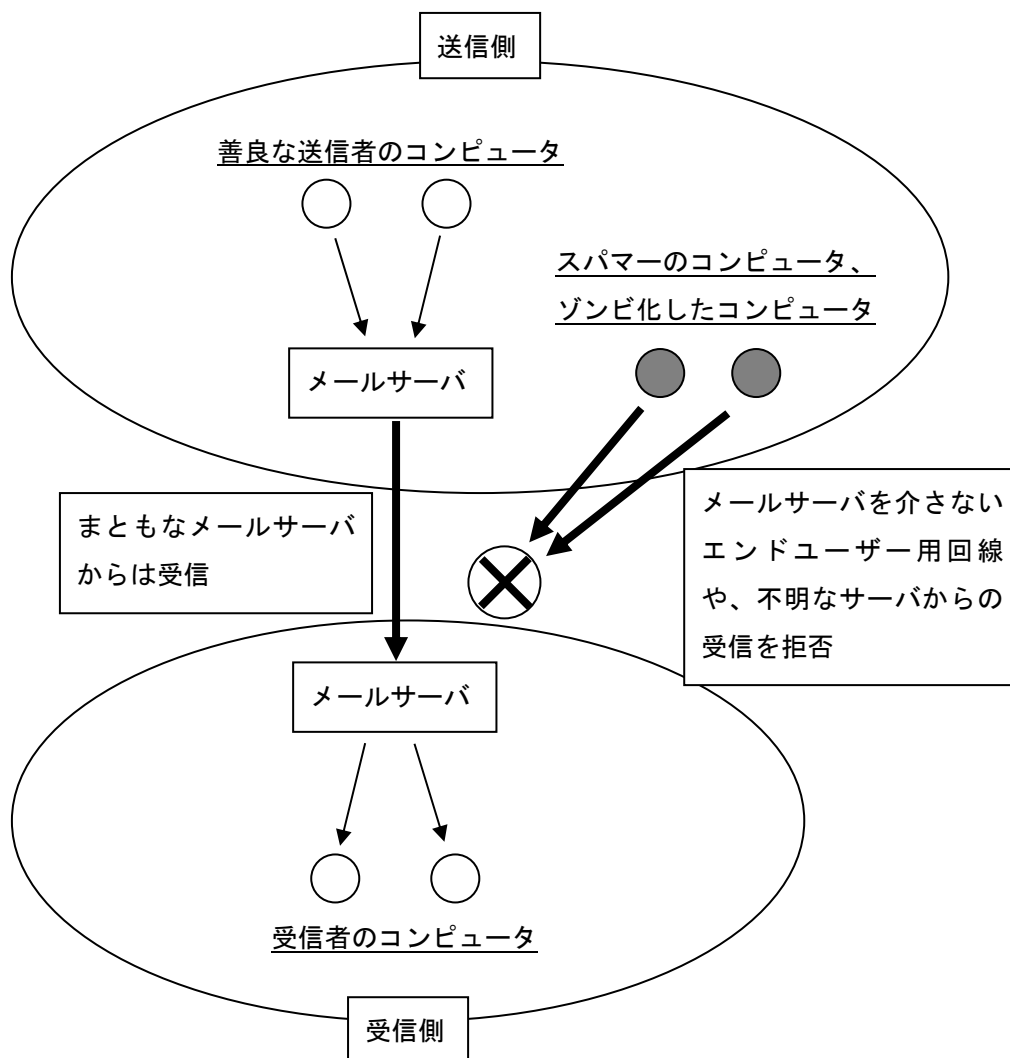 送信側
善良な送信者のコンピュータ
スパマーのコンピュータ、
ゾンビ化したコンピュータ
メールサーバ
まともなメールサーバ
からは受信
メールサーバを介さない
エンドユーザー用回線
や、不明なサーバからの
受信を拒否
メールサーバ
受信者のコンピュータ
受信側